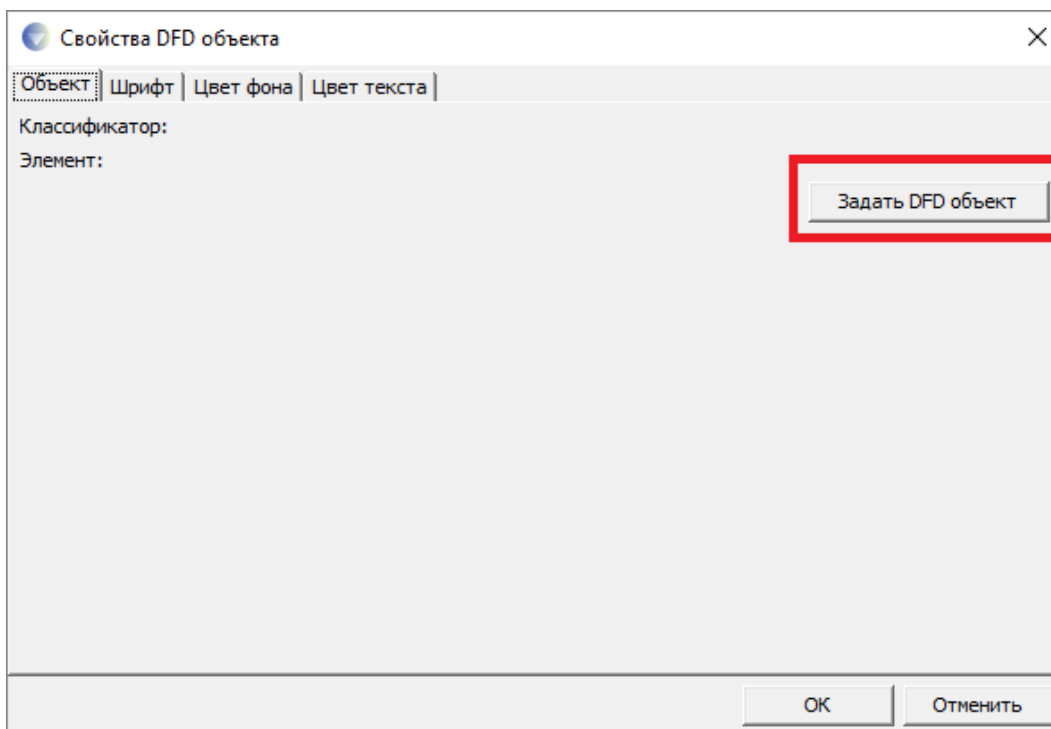 Свойства DFD объекта
Объект Шрифт Цвет фона Цвет текста
Классификатор:
Элемент:
Задать DFD объект
OK Отменить